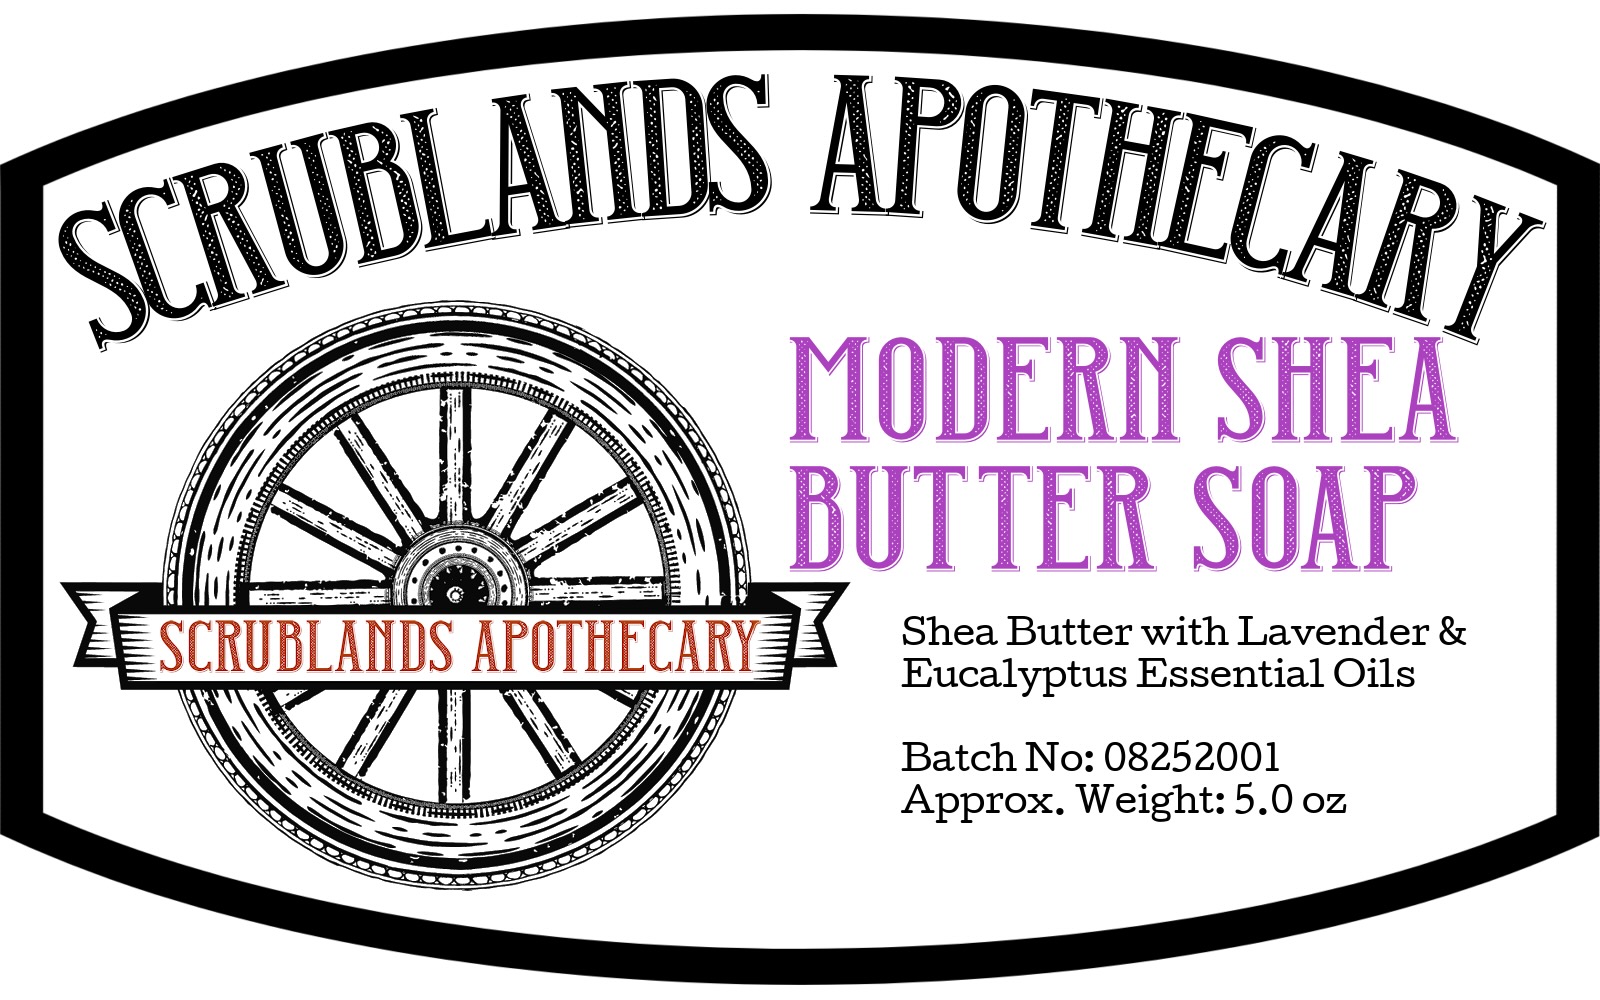 SCRUBLANDS APOTHECARY
MODERN SHEA
BUTTER SOAP
SCRUBLANDS APOTHECARY
Shea Butter with Lavender &
Eucalyptus Essential Oils
Batch No: 08252001
Approx. Weight: 5.0 oz